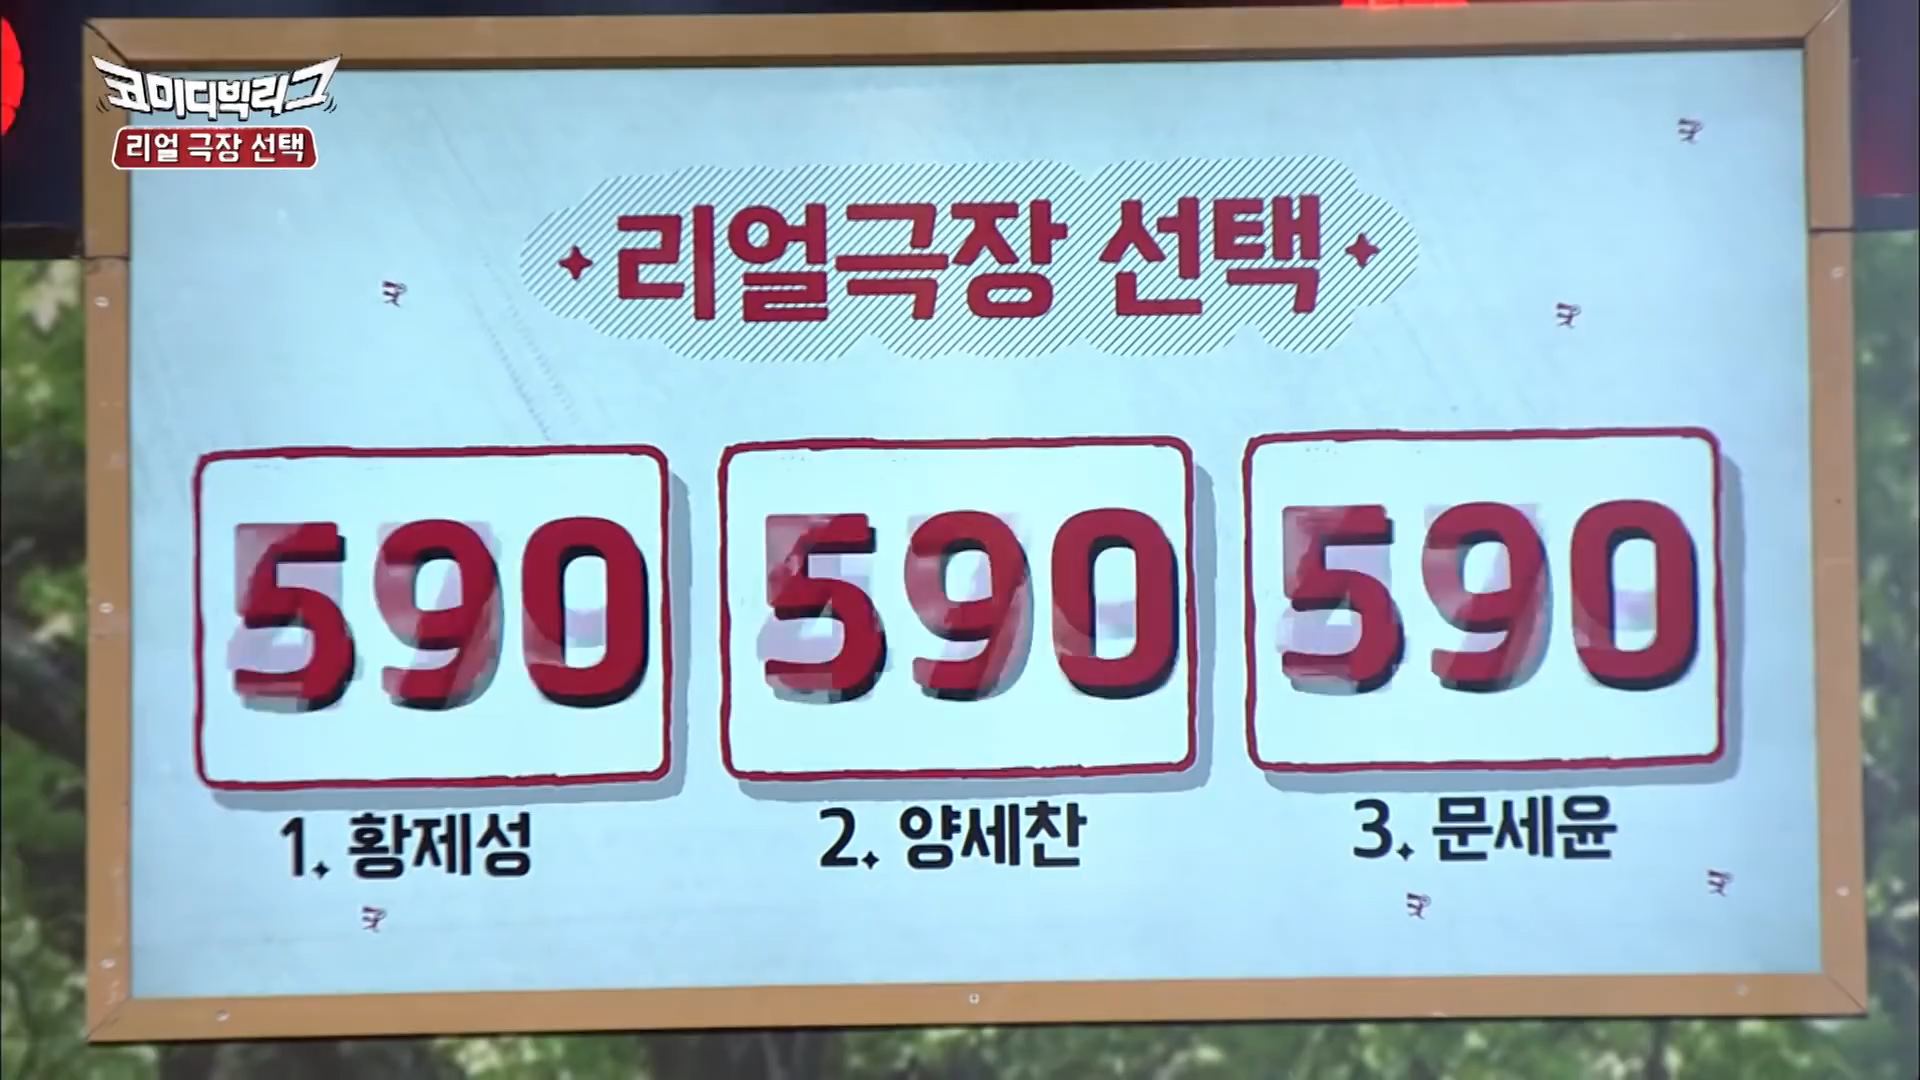 코미디빅리그
리얼 극장 선택
리얼극장 선택
590 590 590
1. 황제성 2. 양세찬 3. 문세윤